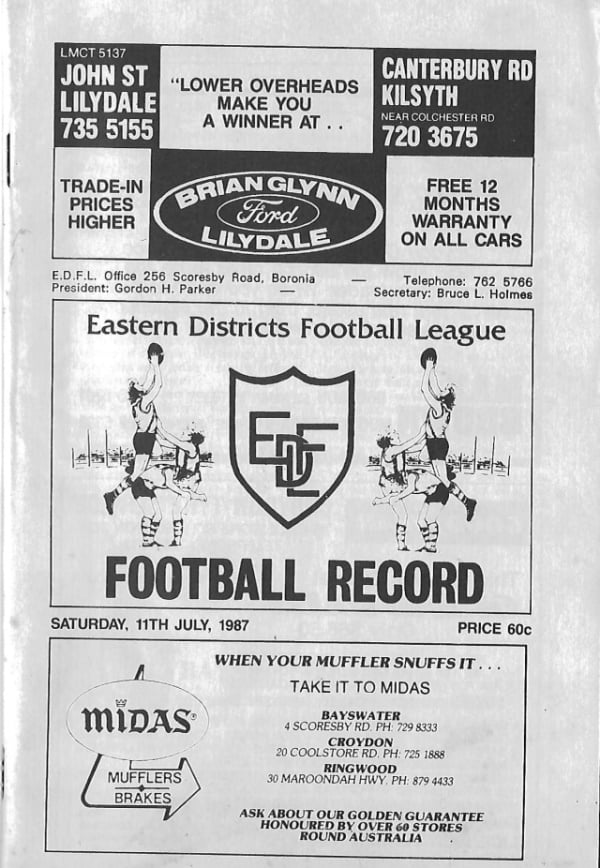 LMCT 5137
JOHN ST
LILYDALE
735 5155
"LOWER OVERHEADS
MAKE YOU
A WINNER AT . .
CANTERBURY RD
KILSYTH
NEAR COLCHESTER RD
720 3675
TRADE-IN
PRICES
HIGHER
BRIAN GLYNN
Ford
LILYDALE
FREE 12
MONTHS
WARRANTY
ON ALL CARS
E.D.F.L. Office 256 Scoresby Road, Boronia — Telephone: 762 5766
President: Gordon H. Parker — Secretary: Bruce L. Holmes
Eastern Districts Football League
EDFL
FOOTBALL RECORD
SATURDAY, 11TH JULY, 1987
PRICE 60c
MIDAS®
MUFFLERS
BRAKES
WHEN YOUR MUFFLER SNUFFS IT . . .
TAKE IT TO MIDAS
BAYSWATER
4 SCORESBY RD. PH: 729 8333
CROYDON
20 COOLSTORE RD. PH: 725 1888
RINGWOOD
30 MAROONDAH HWY. PH: 879 4433
ASK ABOUT OUR GOLDEN GUARANTEE
HONOURED BY OVER 60 STORES
ROUND AUSTRALIA